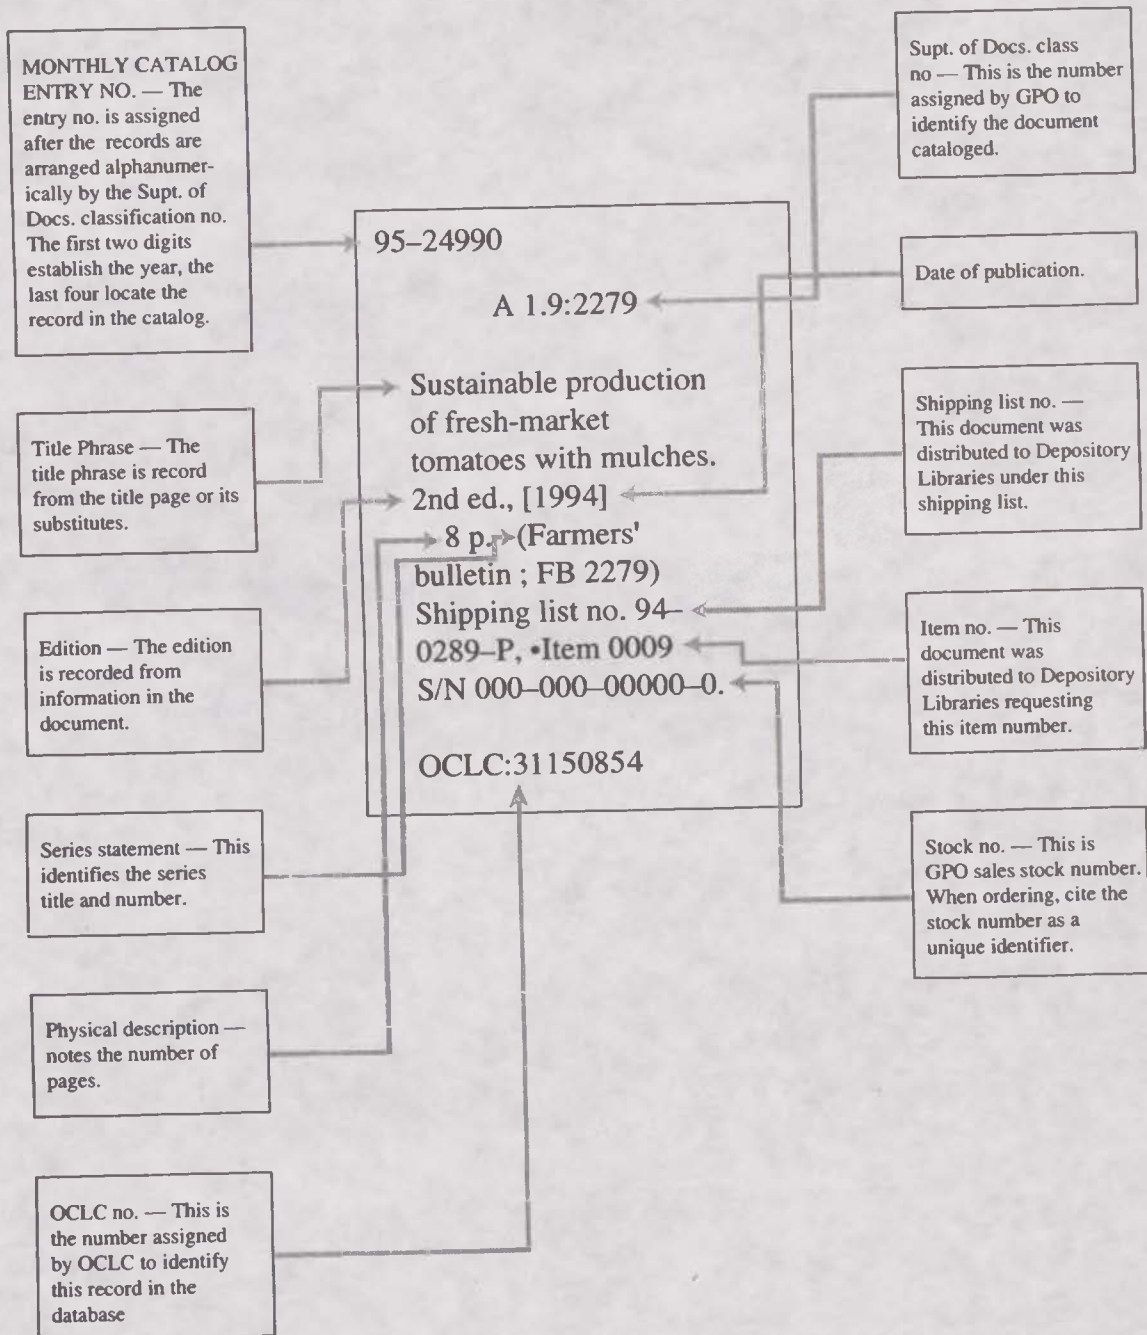 MONTHLY CATALOG
ENTRY NO. — The
entry no. is assigned
after the records are
arranged alphanumer-
ically by the Supt. of
Docs. classification no.
The first two digits
establish the year, the
last four locate the
record in the catalog.
Title Phrase — The
title phrase is record
from the title page or its
substitutes.
Edition — The edition
is recorded from
information in the
document.
Series statement — This
identifies the series
title and number.
Physical description —
notes the number of
pages.
OCLC no. — This is
the number assigned
by OCLC to identify
this record in the
database
95–24990
A 1.9:2279
Sustainable production
of fresh-market
tomatoes with mulches.
2nd ed., [1994]
8 p. (Farmers'
bulletin ; FB 2279)
Shipping list no. 94–
0289–P, •Item 0009
S/N 000–000–00000–0.
OCLC:31150854
Supt. of Docs. class
no — This is the number
assigned by GPO to
identify the document
cataloged.
Date of publication.
Shipping list no. —
This document was
distributed to Depository
Libraries under this
shipping list.
Item no. — This
document was
distributed to Depository
Libraries requesting
this item number.
Stock no. — This is
GPO sales stock number.
When ordering, cite the
stock number as a
unique identifier.